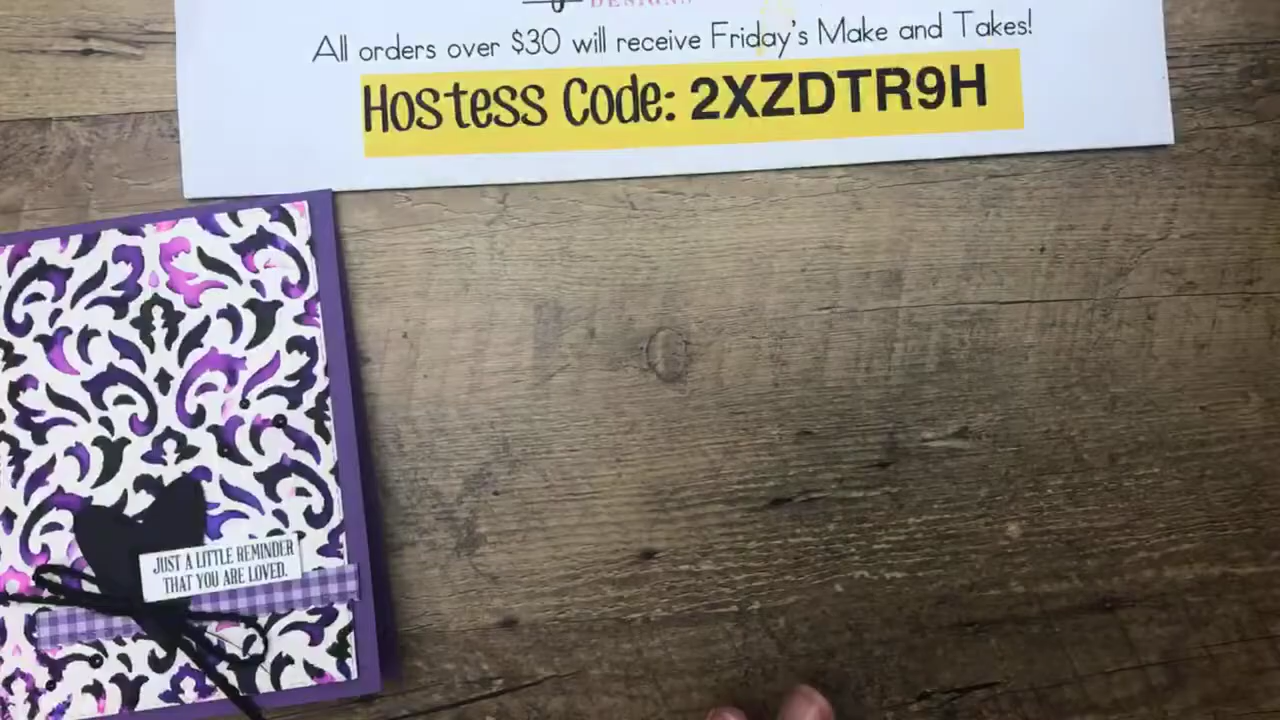 DESIGNS
All orders over $30 will receive Friday's Make and Takes!
Hostess Code: 2XZDTR9H
JUST A LITTLE REMINDER
THAT YOU ARE LOVED.